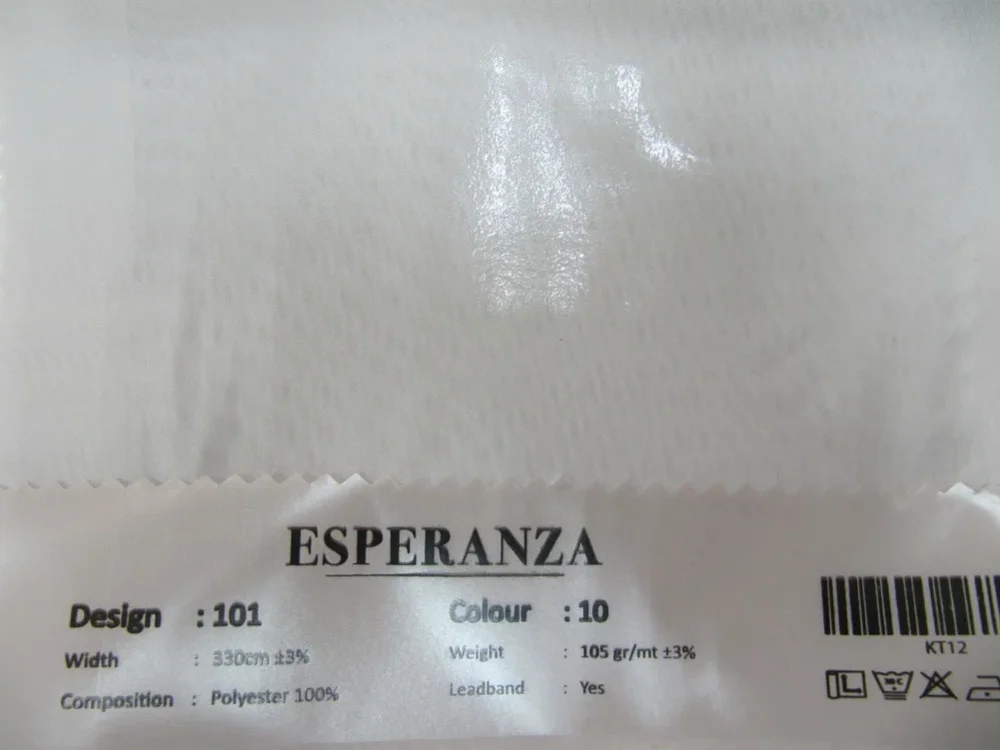 ESPERANZA
Design : 101 Colour : 10
Width : 330cm ±3% Weight : 105 gr/mt ±3%
Composition : Polyester 100% Leadband : Yes
KT12